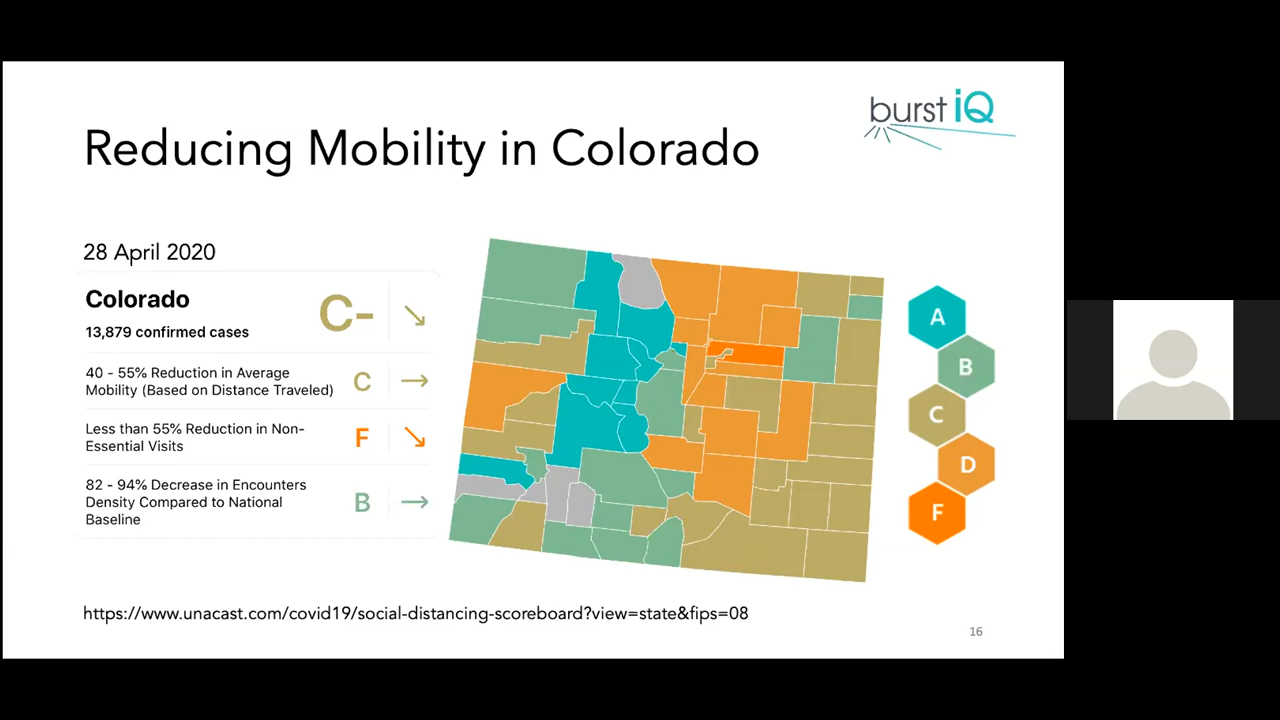 burst iQ
Reducing Mobility in Colorado
28 April 2020
Colorado
13,879 confirmed cases
C-
40 - 55% Reduction in Average
Mobility (Based on Distance Traveled)
C
Less than 55% Reduction in Non-
Essential Visits
F
82 - 94% Decrease in Encounters
Density Compared to National
Baseline
B
A
B
C
D
F
https://www.unacast.com/covid19/social-distancing-scoreboard?view=state&fips=08
16